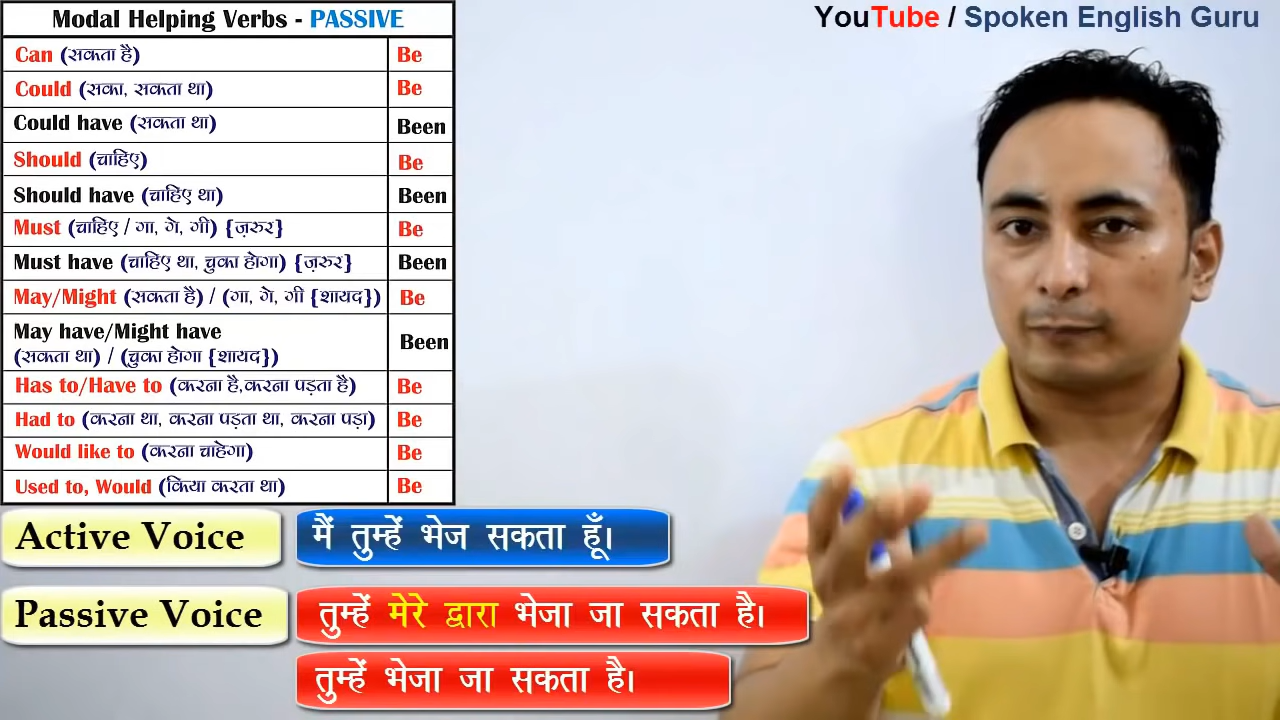 YouTube / Spoken English Guru
Modal Helping Verbs - PASSIVE
Can (सकता है) Be
Could (सका, सकता था) Be
Could have (सकता था) Been
Should (चाहिए) Be
Should have (चाहिए था) Been
Must (चाहिए / गा, गे, गी) {ज़रुर} Be
Must have (चाहिए था, चुका होगा) {ज़रुर} Been
May/Might (सकता है) / (गा, गे, गी {शायद}) Be
May have/Might have
(सकता था) / (चुका होगा {शायद}) Been
Has to/Have to (करना है,करना पड़ता है) Be
Had to (करना था, करना पड़ता था, करना पड़ा) Be
Would like to (करना चाहेगा) Be
Used to, Would (किया करता था) Be
Active Voice मैं तुम्हें भेज सकता हूँ।
Passive Voice तुम्हें मेरे द्वारा भेजा जा सकता है।
तुम्हें भेजा जा सकता है।